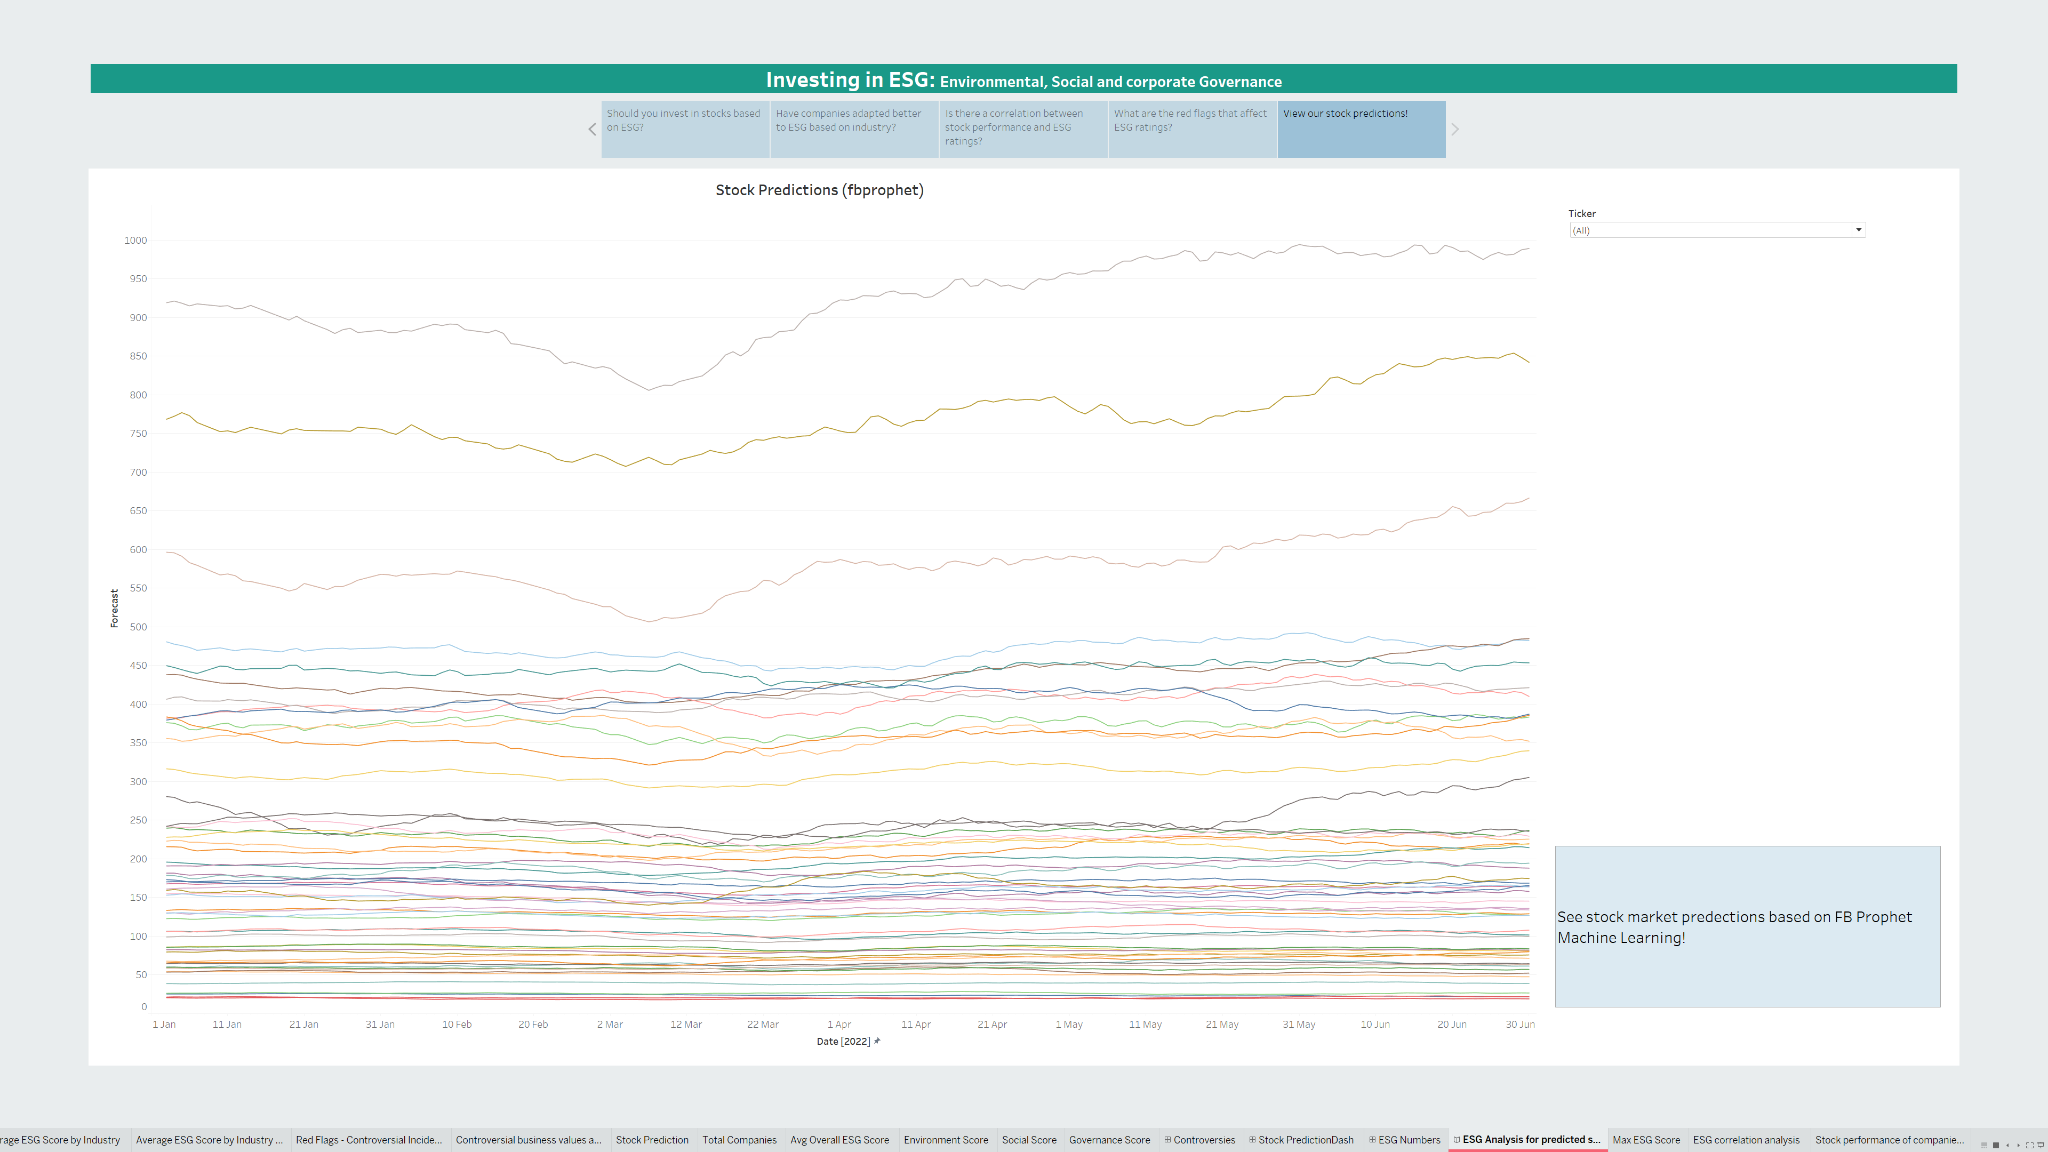 Investing in ESG: Environmental, Social and corporate Governance
Should you invest in stocks based
on ESG?
Have companies adapted better
to ESG based on industry?
Is there a correlation between
stock performance and ESG
ratings?
What are the red flags that affect
ESG ratings?
View our stock predictions!
Stock Predictions (fbprophet)
Ticker
(All)
1000
950
900
850
800
750
700
650
600
550
500
450
400
350
300
250
200
150
100
50
0
Forecast
1 Jan
11 Jan
21 Jan
31 Jan
10 Feb
20 Feb
2 Mar
12 Mar
22 Mar
1 Apr
11 Apr
21 Apr
1 May
11 May
21 May
31 May
10 Jun
20 Jun
30 Jun
Date [2022]
See stock market predections based on FB Prophet
Machine Learning!
rage ESG Score by Industry
Average ESG Score by Industry ...
Red Flags - Controversial Incide...
Controversial business values a...
Stock Prediction
Total Companies
Avg Overall ESG Score
Environment Score
Social Score
Governance Score
Controversies
Stock PredictionDash
ESG Numbers
ESG Analysis for predicted s...
Max ESG Score
ESG correlation analysis
Stock performance of companie...